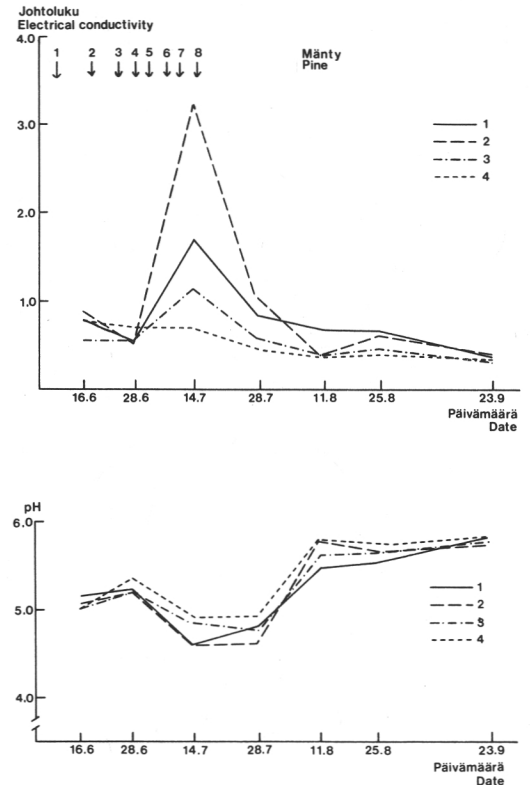 Johtoluku
Electrical conductivity
4.0
1 2 3 4 5 6 7 8
Mänty
Pine
3.0
1
2
3
4
2.0
1.0
16.6 28.6 14.7 28.7 11.8 25.8 23.9
Päivämäärä
Date
pH
6.0
5.0
1
2
3
4
4.0
16.6 28.6 14.7 28.7 11.8 25.8 23.9
Päivämäärä
Date